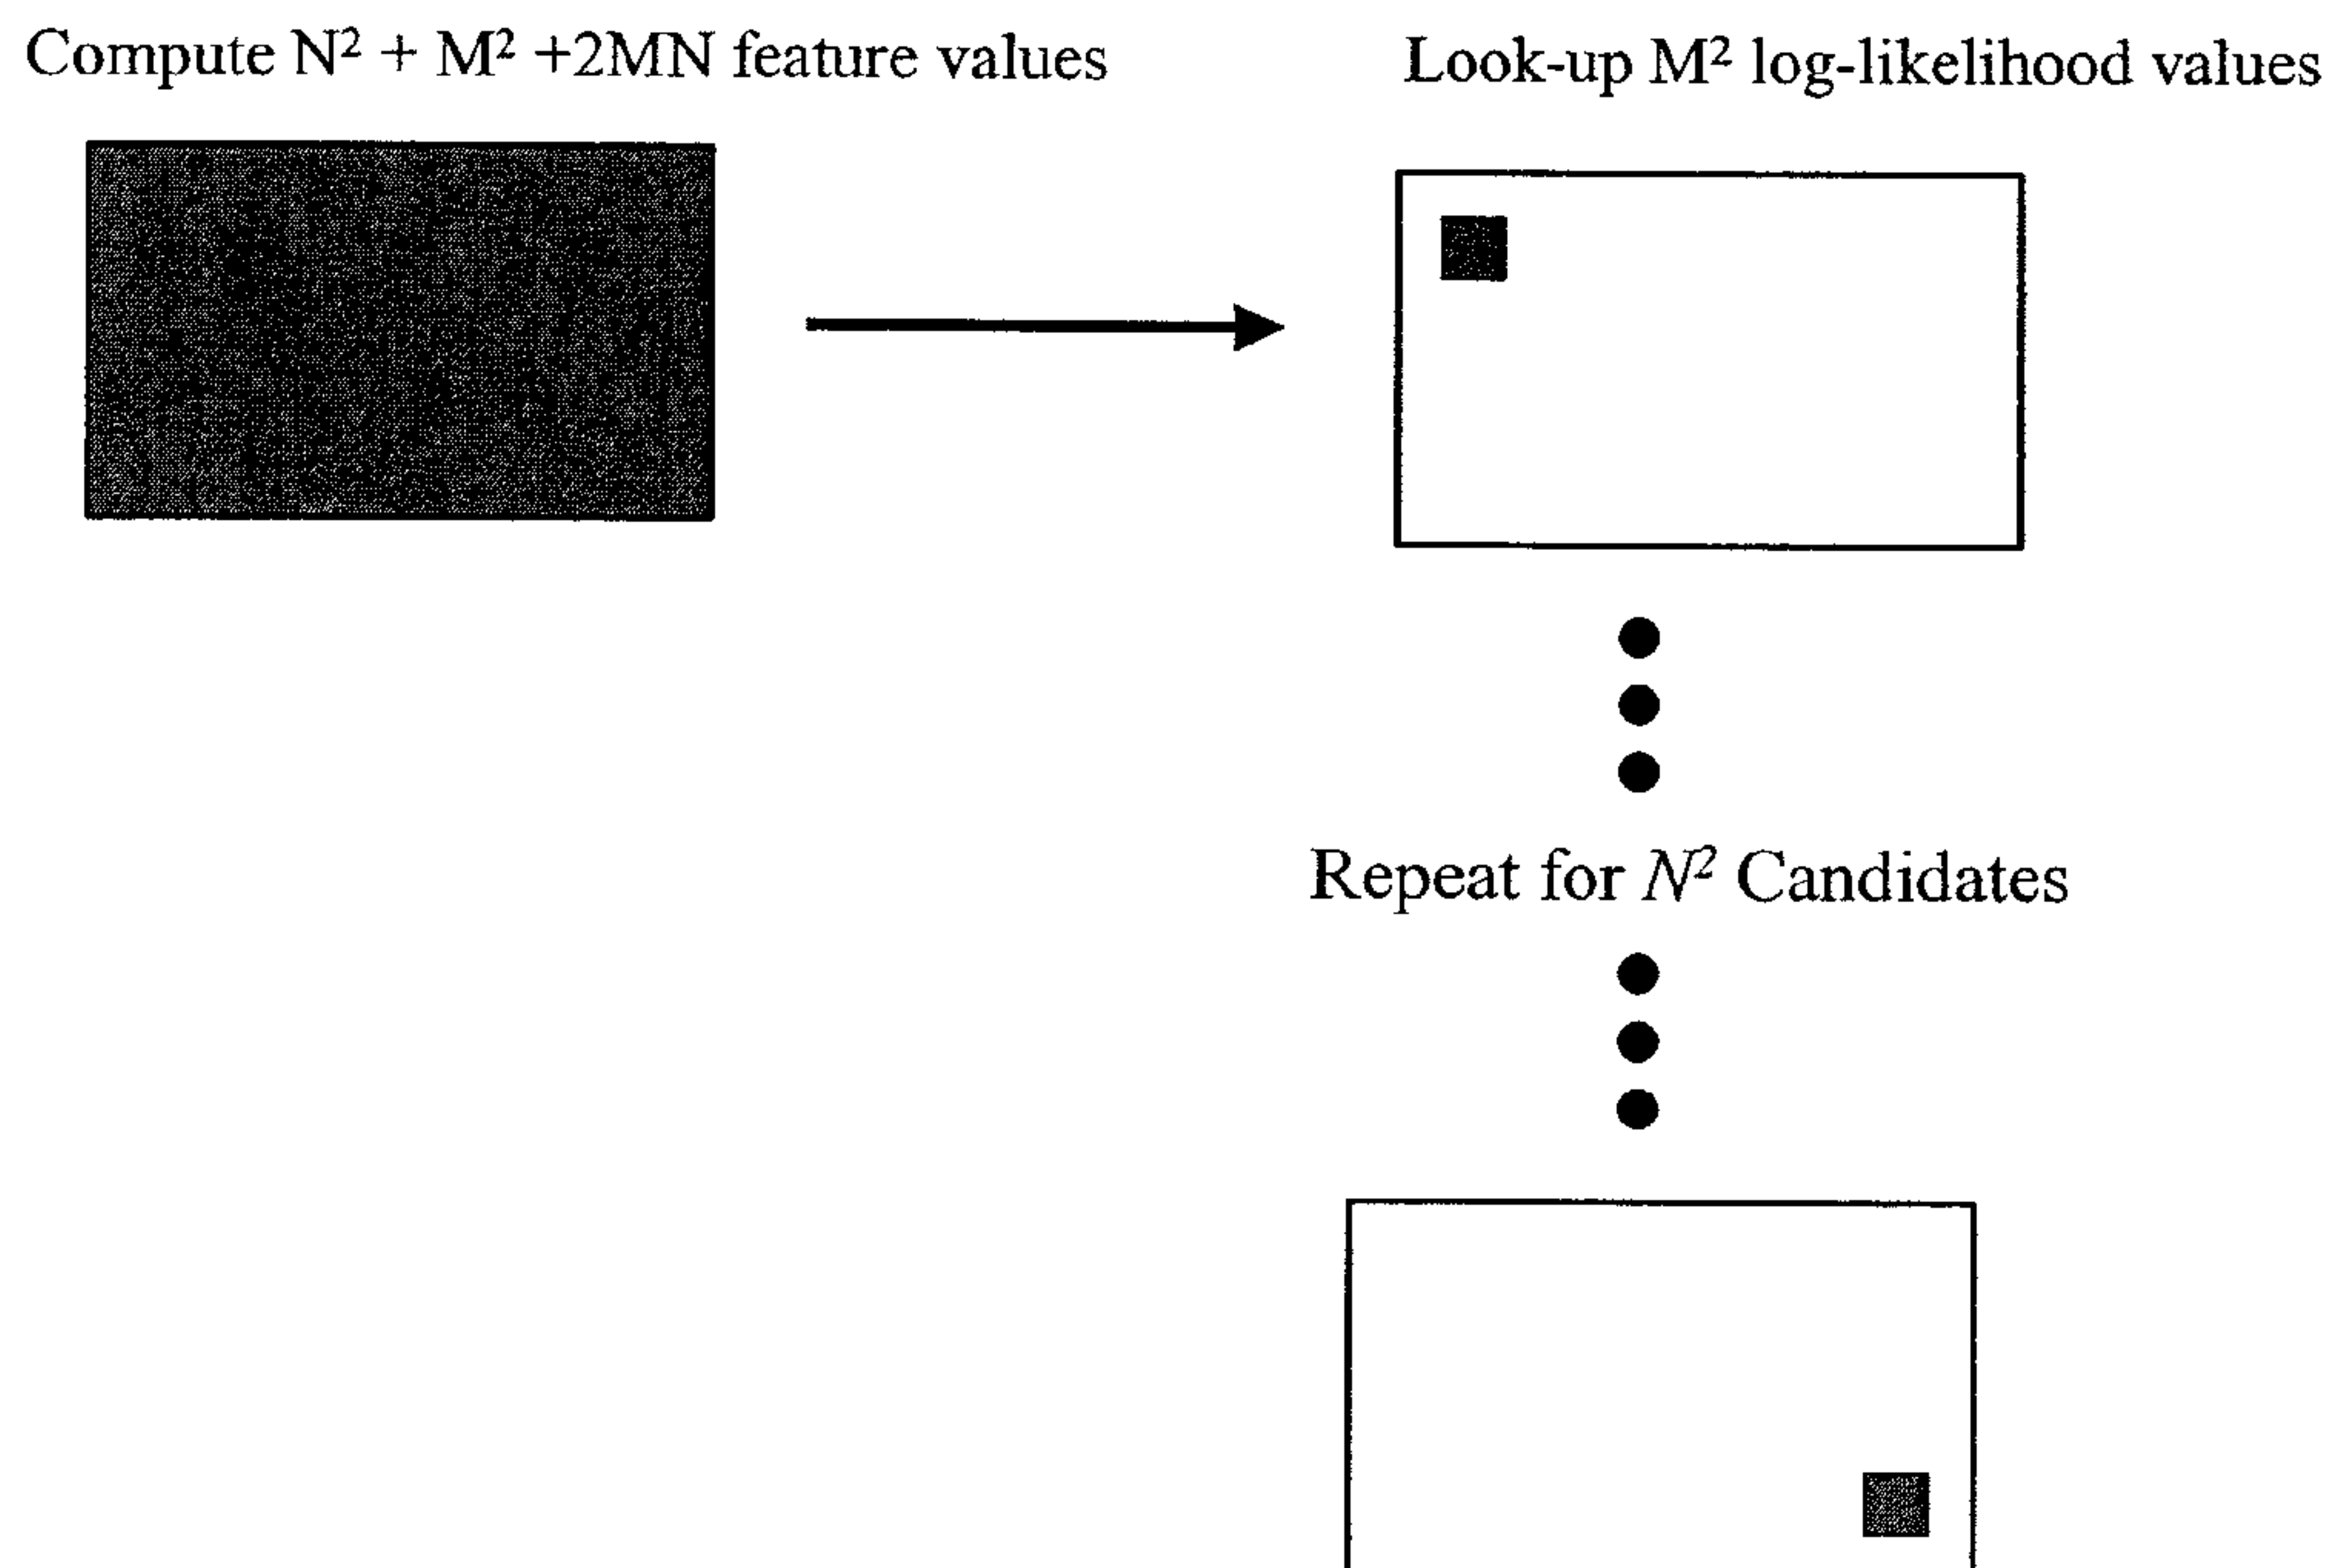 Compute N² + M² +2MN feature values
Look-up M² log-likelihood values
Repeat for N² Candidates